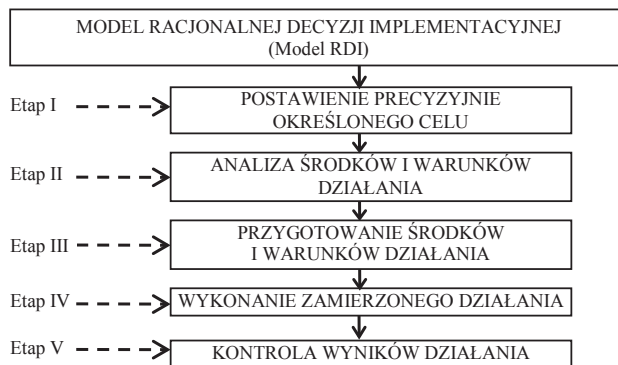 MODEL RACJONALNEJ DECYZJI IMPLEMENTACYJNEJ
(Model RDI)
Etap I
POSTAWIENIE PRECYZYJNIE
OKREŚLONEGO CELU
Etap II
ANALIZA ŚRODKÓW I WARUNKÓW
DZIAŁANIA
Etap III
PRZYGOTOWANIE ŚRODKÓW
I WARUNKÓW DZIAŁANIA
Etap IV
WYKONANIE ZAMIERZONEGO DZIAŁANIA
Etap V
KONTROLA WYNIKÓW DZIAŁANIA